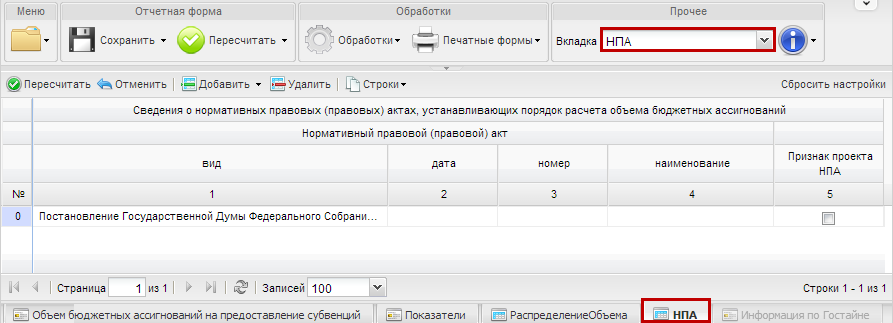 Меню
Отчетная форма
Обработки
Прочее
Сохранить
Пересчитать
Обработки
Печатные формы
Вкладка
НПА
Пересчитать
Отменить
Добавить
Удалить
Строки
Сбросить настройки
Сведения о нормативных правовых (правовых) актах, устанавливающих порядок расчета объема бюджетных ассигнований
Нормативный правовой (правовой) акт
вид
дата
номер
наименование
Признак проекта
НПА
№
1
2
3
4
5
0
Постановление Государственной Думы Федерального Собрани...
Страница
1
из 1
Записей
100
Строки 1 - 1 из 1
Объем бюджетных ассигнований на предоставление субвенций
Показатели
РаспределениеОбъема
НПА
Информация по Гостайне